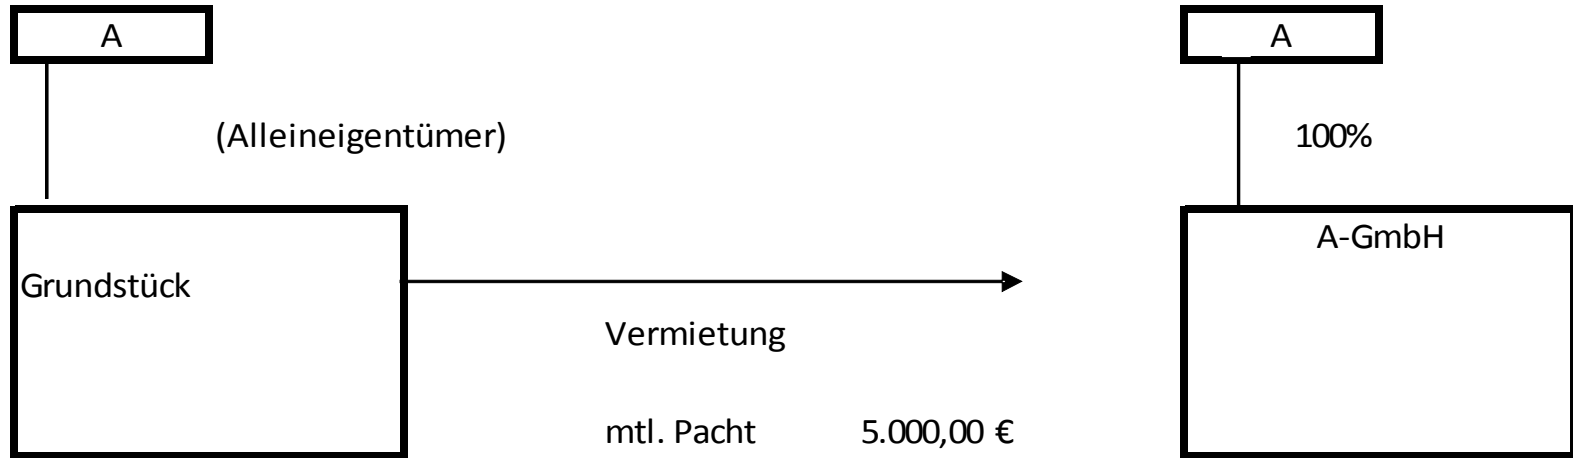 A
A
(Alleineigentümer)
100%
A-GmbH
Grundstück
Vermietung
mtl. Pacht 5.000,00 €